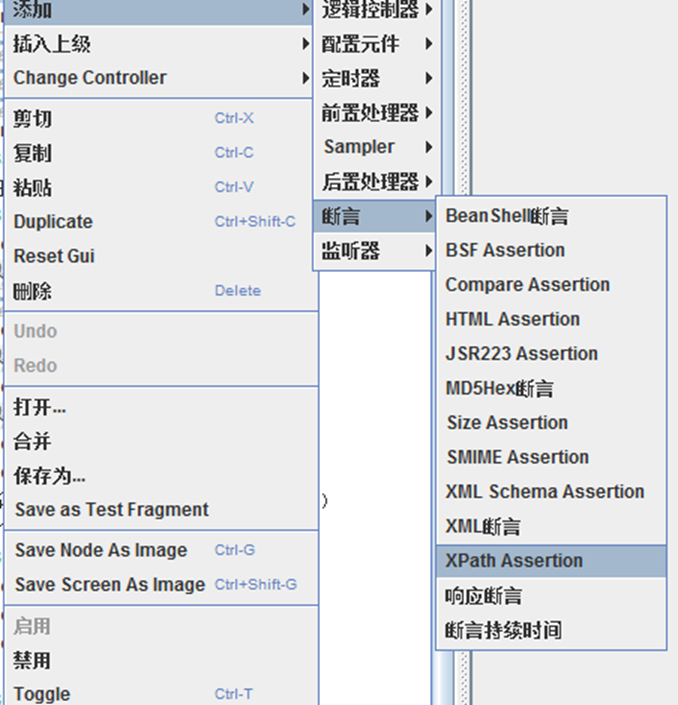 添加
插入上级
Change Controller
剪切 Ctrl-X
复制 Ctrl-C
粘贴 Ctrl-V
Duplicate Ctrl+Shift-C
Reset Gui
删除 Delete
Undo
Redo
打开...
合并
保存为...
Save as Test Fragment
Save Node As Image Ctrl-G
Save Screen As Image Ctrl+Shift-G
启用
禁用
Toggle Ctrl-T
逻辑控制器
配置元件
定时器
前置处理器
Sampler
后置处理器
断言
监听器
BeanShell断言
BSF Assertion
Compare Assertion
HTML Assertion
JSR223 Assertion
MD5Hex断言
Size Assertion
SMIME Assertion
XML Schema Assertion
XML断言
XPath Assertion
响应断言
断言持续时间
)